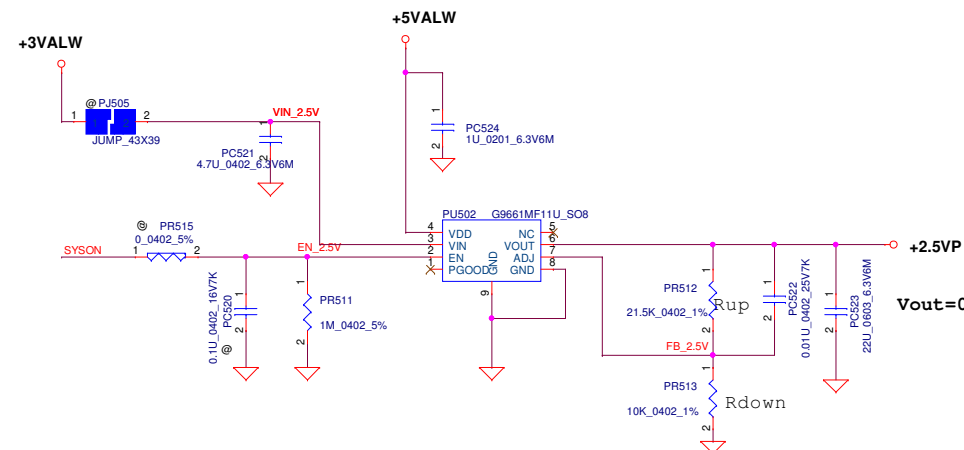 +5VALW
+3VALW
@ PJ505
1
2
JUMP_43X39
VIN_2.5V
1
2
PC521
4.7U_0402_6.3V6M
1
2
PC524
1U_0201_6.3V6M
PU502
G9661MF11U_SO8
4
VDD
NC
5
3
VIN
VOUT
6
2
EN
ADJ
7
1
PGOOD
GND
GND
8
9
@
PR515
0_0402_5%
SYSON
1
2
EN_2.5V
0.1U_0402_16V7K
PC520
@
1
2
1
PR511
1M_0402_5%
2
+2.5VP
1
PR512
21.5K_0402_1%
Rup
2
1
2
PC522
0.01U_0402_25V7K
1
2
PC523
22U_0603_6.3V6M
Vout=0
FB_2.5V
1
PR513
10K_0402_1%
Rdown
2